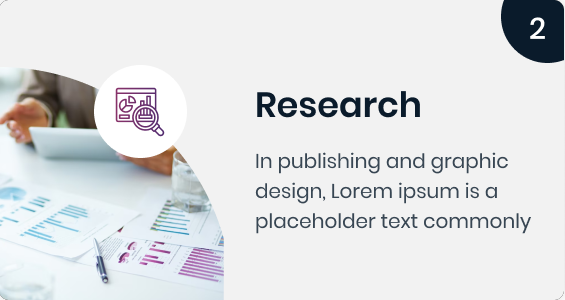 2
Research
In publishing and graphic
design, Lorem ipsum is a
placeholder text commonly